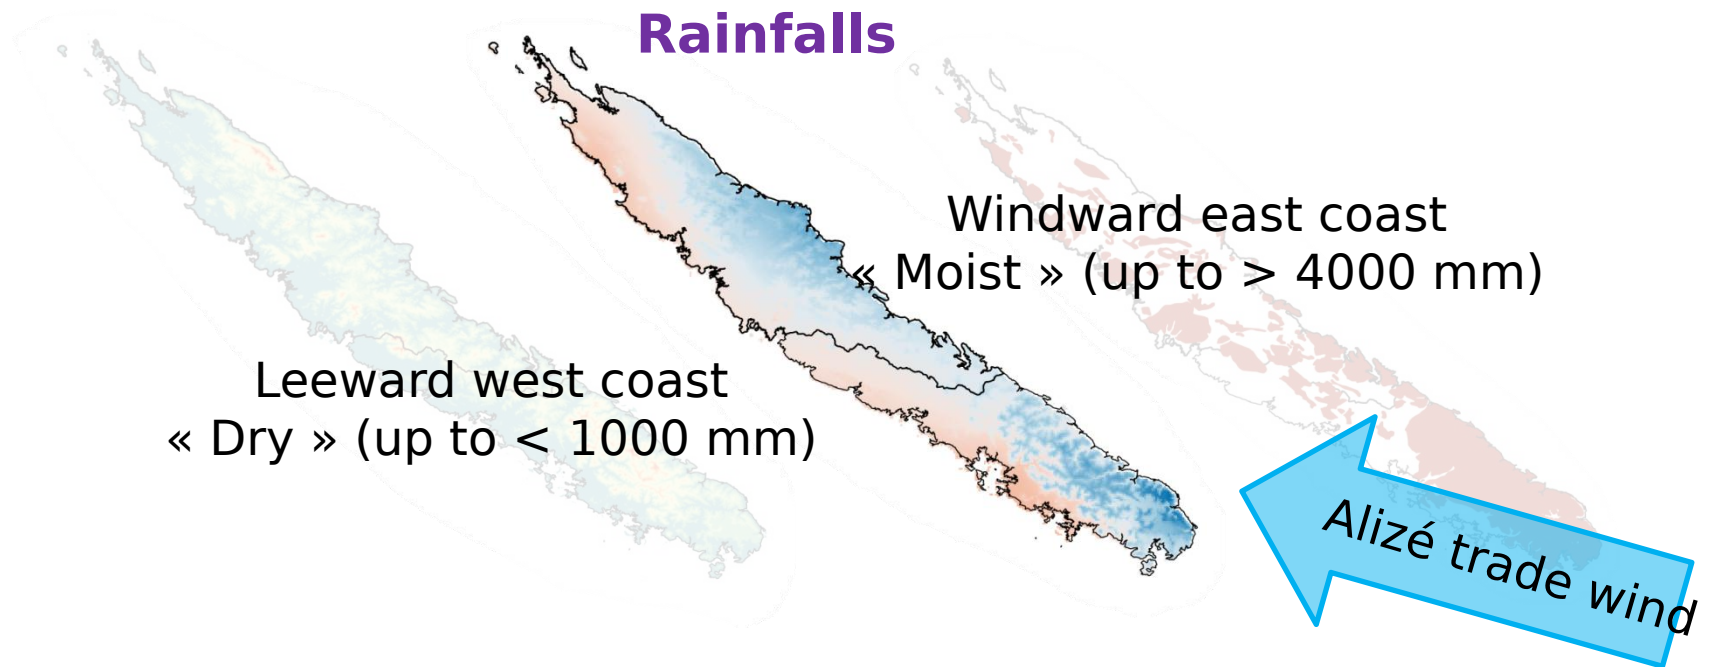 Rainfalls
Windward east coast
« Moist » (up to > 4000 mm)
Leeward west coast
« Dry » (up to < 1000 mm)
Alizé trade wind